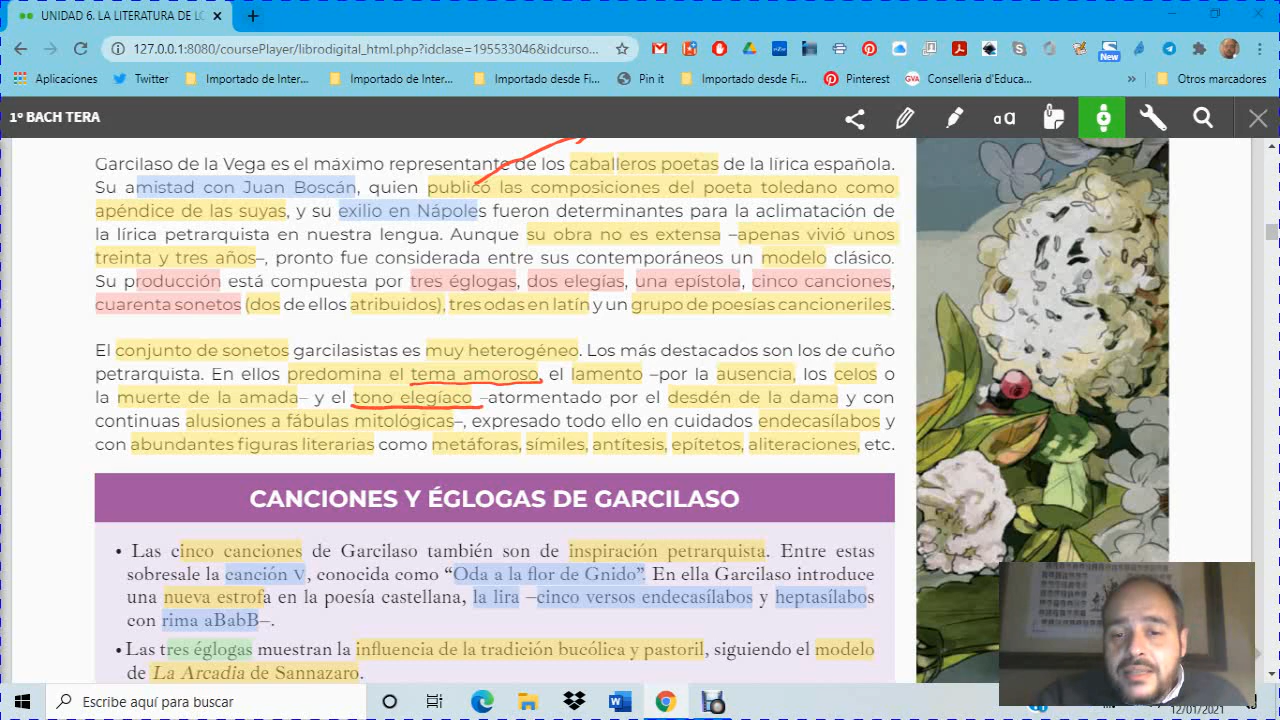 UNIDAD 6. LA LITERATURA DE LO
127.0.0.1:8080/coursePlayer/librodigital_html.php?idclase=195533046&idcurso...
New
Aplicaciones Twitter Importado de Inter... Importado de Inter... Importado desde Fi... Pin it Importado desde Fi... Pinterest GVA Conselleria d'Educa... » Otros marcadores
1º BACH TERA
aa
Garcilaso de la Vega es el máximo representante de los caballeros poetas de la lírica española.
Su amistad con Juan Boscán, quien publicó las composiciones del poeta toledano como
apéndice de las suyas, y su exilio en Nápoles fueron determinantes para la aclimatación de
la lírica petrarquista en nuestra lengua. Aunque su obra no es extensa –apenas vivió unos
treinta y tres años–, pronto fue considerada entre sus contemporáneos un modelo clásico.
Su producción está compuesta por tres églogas, dos elegías, una epístola, cinco canciones,
cuarenta sonetos (dos de ellos atribuidos), tres odas en latín y un grupo de poesías cancioneriles.
El conjunto de sonetos garcilasistas es muy heterogéneo. Los más destacados son los de cuño
petrarquista. En ellos predomina el tema amoroso, el lamento –por la ausencia, los celos o
la muerte de la amada– y el tono elegíaco –atormentado por el desdén de la dama y con
continuas alusiones a fábulas mitológicas–, expresado todo ello en cuidados endecasílabos y
con abundantes figuras literarias como metáforas, símiles, antítesis, epítetos, aliteraciones, etc.
CANCIONES Y ÉGLOGAS DE GARCILASO
• Las cinco canciones de Garcilaso también son de inspiración petrarquista. Entre estas
sobresale la canción V, conocida como “Oda a la flor de Gnido”. En ella Garcilaso introduce
una nueva estrofa en la poesía castellana, la lira –cinco versos endecasílabos y heptasílabos
con rima aBabB–.
• Las tres églogas muestran la influencia de la tradición bucólica y pastoril, siguiendo el modelo
de La Arcadia de Sannazaro.
Escribe aquí para buscar
12/01/2021